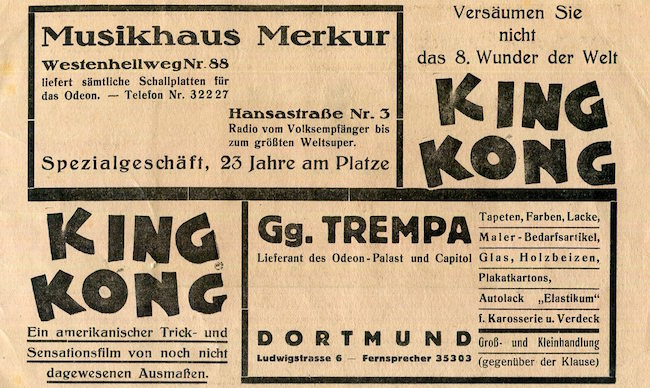 Musikhaus Merkur
Westenhellweg Nr. 88
liefert sämtliche Schallplatten für
das Odeon. — Telefon Nr. 32227
Hansastraße Nr. 3
Radio vom Volksempfänger bis
zum größten Weltsuper.
Spezialgeschäft, 23 Jahre am Platze
Versäumen Sie
nicht
das 8. Wunder der Welt
KING
KONG
KING
KONG
Ein amerikanischer Trick- und
Sensationsfilm von noch nicht
dagewesenen Ausmaßen.
Gg. TREMPA
Lieferant des Odeon-Palast und Capitol
DORTMUND
Ludwigstrasse 6 — Fernsprecher 35303
Tapeten, Farben, Lacke,
Maler-Bedarfsartikel,
Glas, Holzbeizen,
Plakatkartons,
Autolack „Elastikum"
f. Karosserie u. Verdeck
Groß- und Kleinhandlung
(gegenüber der Klause)